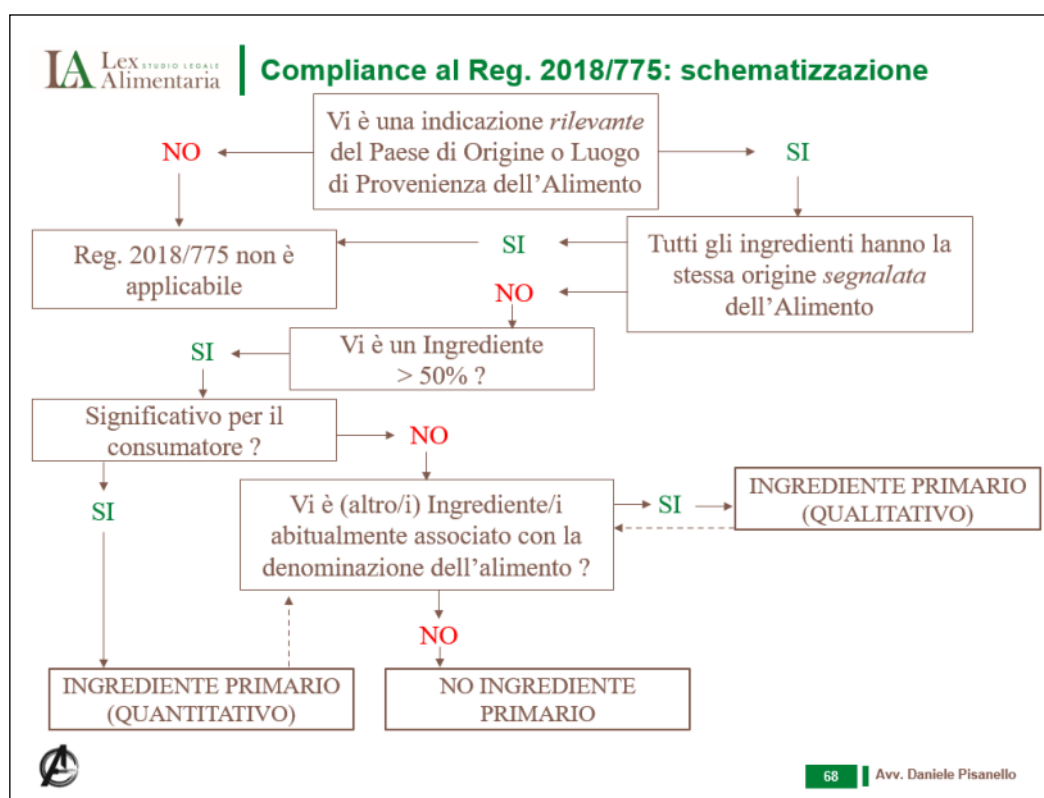 LA Lex STUDIO LEGALE
Alimentaria
Compliance al Reg. 2018/775: schematizzazione
Vi è una indicazione rilevante
del Paese di Origine o Luogo
di Provenienza dell'Alimento
NO
SI
Reg. 2018/775 non è
applicabile
SI
Tutti gli ingredienti hanno la
stessa origine segnalata
dell'Alimento
NO
Vi è un Ingrediente
> 50% ?
SI
Significativo per il
consumatore ?
NO
SI
Vi è (altro/i) Ingrediente/i
abitualmente associato con la
denominazione dell'alimento ?
SI
INGREDIENTE PRIMARIO
(QUALITATIVO)
NO
INGREDIENTE PRIMARIO
(QUANTITATIVO)
NO INGREDIENTE
PRIMARIO
68
Avv. Daniele Pisanello